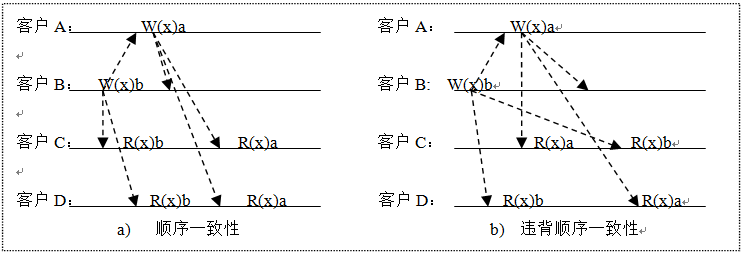 客户 A： W(x)a 客户 A： W(x)a↵
↵
客户 B： W(x)b 客户 B: W(x)b↵
↵
客户 C： R(x)b R(x)a 客户 C： R(x)a R(x)b↵
↵
客户 D： R(x)b R(x)a 客户 D： R(x)b R(x)a↵
a) 顺序一致性 b) 违背顺序一致性↵